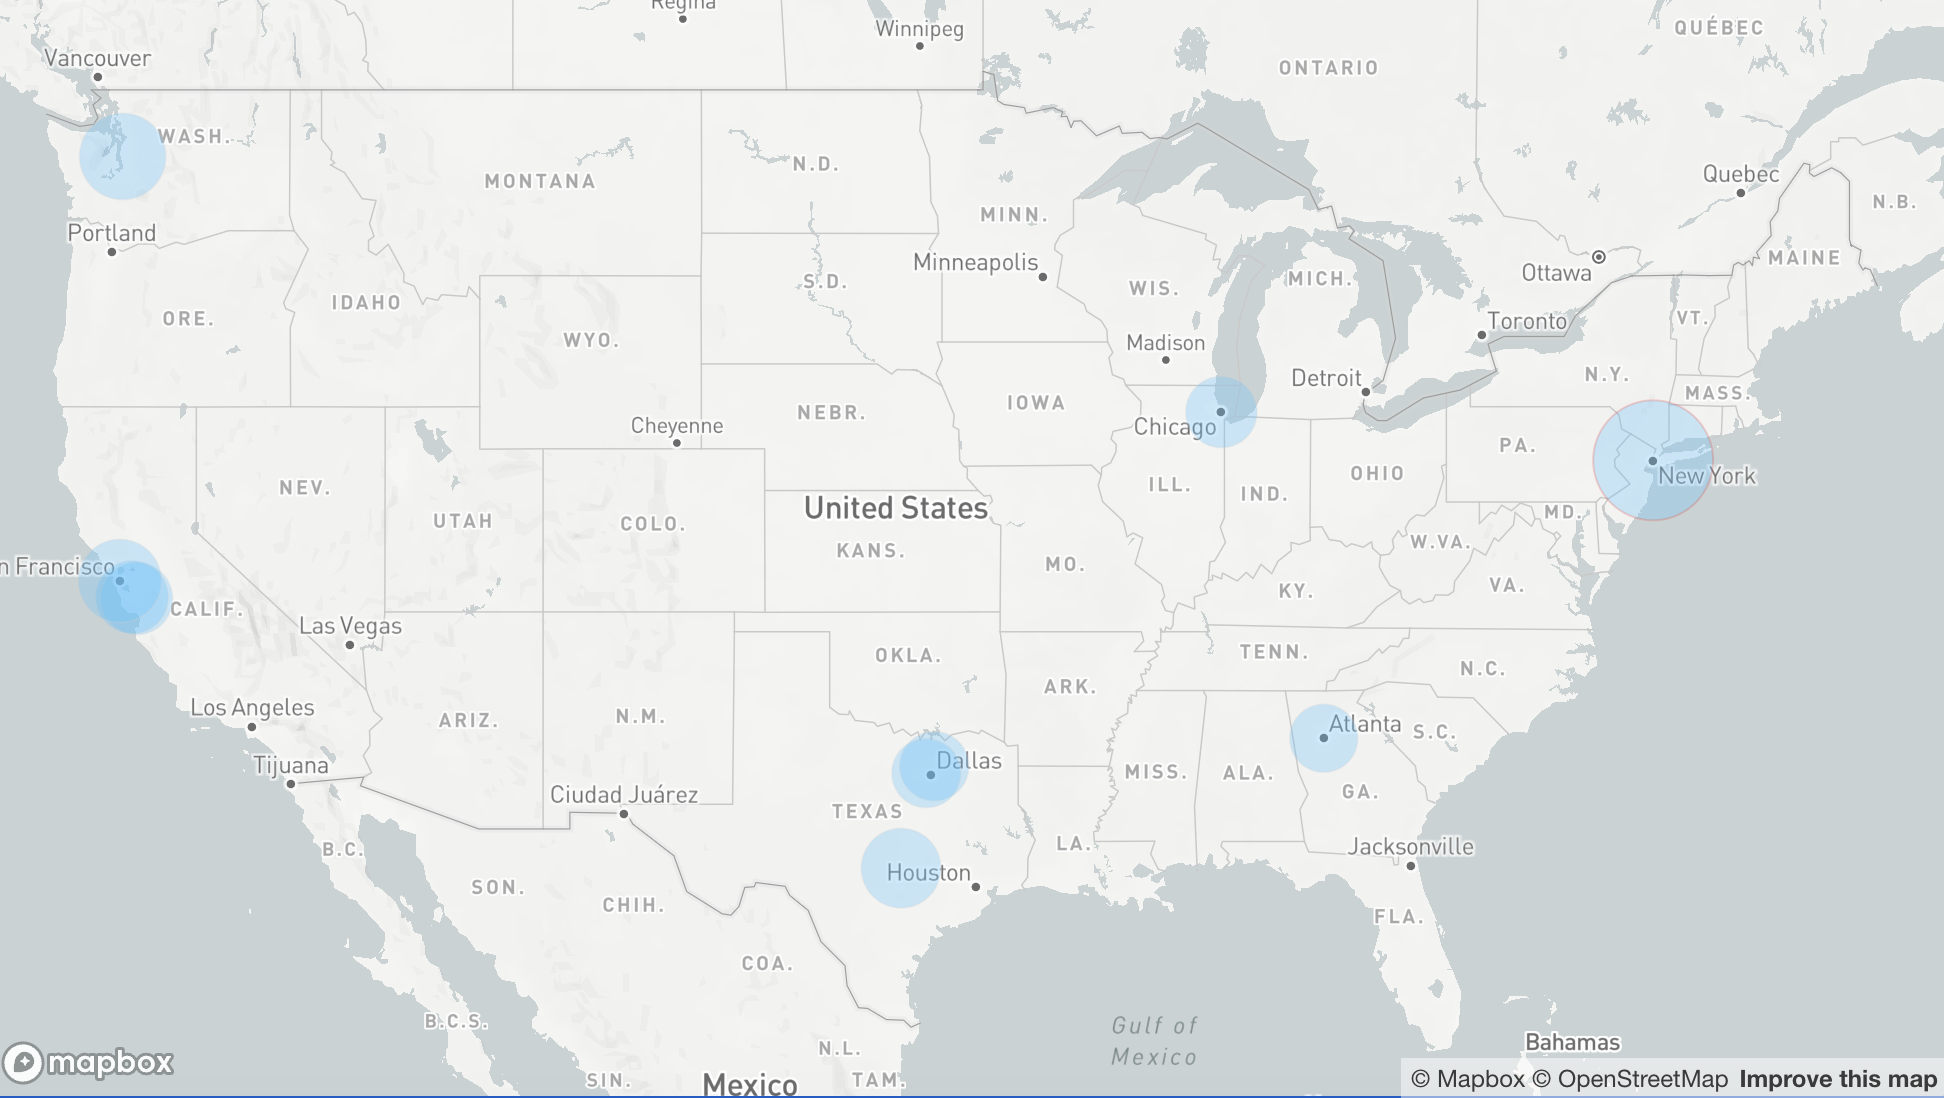 Regina
Winnipeg
QUÉBEC
Vancouver
ONTARIO
WASH.
N.D.
MONTANA
Quebec
N.B.
MINN.
Portland
Minneapolis
MAINE
Ottawa
S.D.
MICH.
WIS.
IDAHO
ORE.
VT.
Toronto
WYO.
Madison
N.Y.
Detroit
MASS.
IOWA
NEBR.
Cheyenne
Chicago
PA.
OHIO
New York
NEV.
ILL.
IND.
United States
MD.
UTAH
COLO.
KANS.
W.VA.
n Francisco
MO.
VA.
KY.
CALIF.
Las Vegas
TENN.
OKLA.
N.C.
ARK.
Los Angeles
N.M.
ARIZ.
Atlanta
S.C.
Dallas
Tijuana
MISS.
ALA.
GA.
Ciudad Juárez
TEXAS
LA.
Jacksonville
B.C.
Houston
SON.
CHIH.
FLA.
COA.
B.C.S.
Gulf of
Mexico
Bahamas
N.L.
mapbox
SIN.
Mexico
TAM.
© Mapbox © OpenStreetMap Improve this map